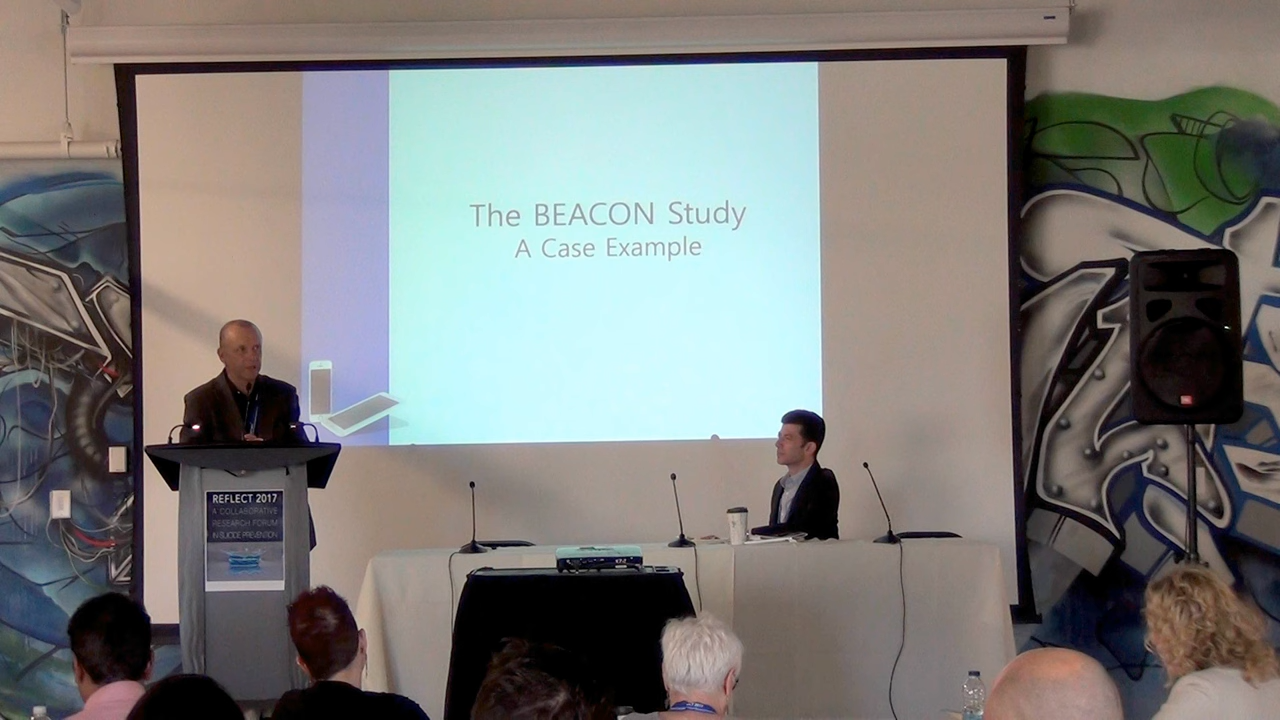 The BEACON Study
A Case Example
REFLECT 2017
A COLLABORATIVE
RESEARCH FORUM
IN SUICIDE PREVENTION
JBL